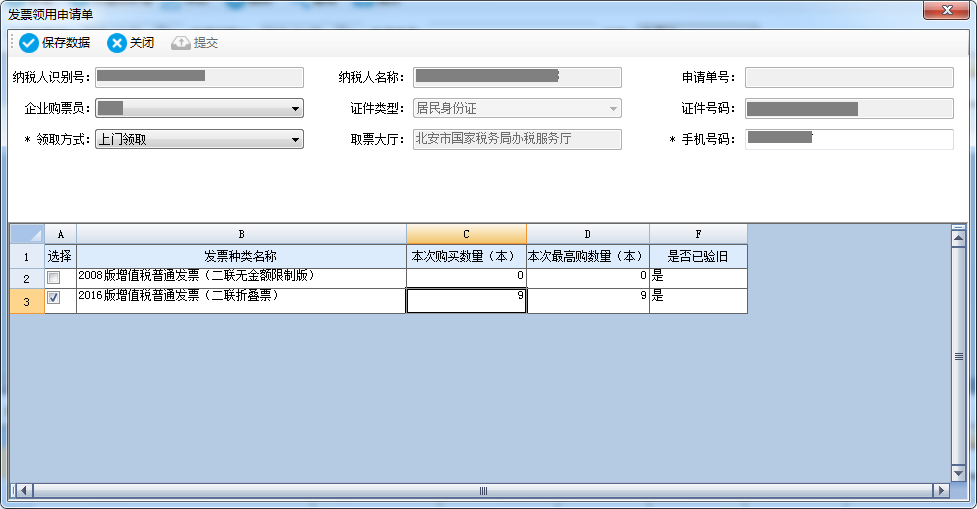 发票领用申请单
保存数据 关闭 提交
纳税人识别号: 纳税人名称: 申请单号:
企业购票员: 证件类型: 居民身份证 证件号码:
* 领取方式: 上门领取 取票大厅: 北安市国家税务局办税服务厅 * 手机号码:
A B C D F
1 选择 发票种类名称 本次购买数量（本） 本次最高购数量（本） 是否已验旧
2 2008版增值税普通发票（二联无金额限制版） 0 0 是
3 2016版增值税普通发票（二联折叠票） 9 9 是